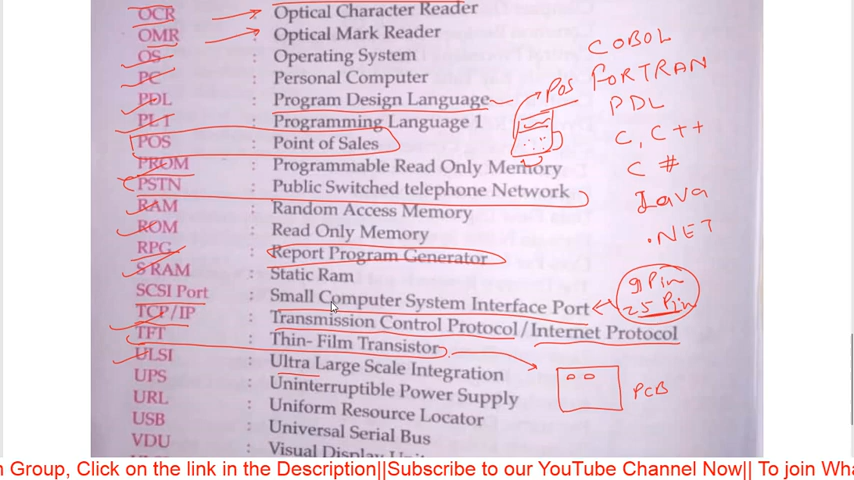 OCR : Optical Character Reader
OMR : Optical Mark Reader
OS : Operating System
PC : Personal Computer
PDL : Program Design Language
PL1 : Programming Language 1
POS : Point of Sales
PROM : Programmable Read Only Memory
PSTN : Public Switched telephone Network
RAM : Random Access Memory
ROM : Read Only Memory
RPG : Report Program Generator
SRAM : Static Ram
SCSI Port : Small Computer System Interface Port
TCP/IP : Transmission Control Protocol / Internet Protocol
TFT : Thin- Film Transistor
ULSI : Ultra Large Scale Integration
UPS : Uninterruptible Power Supply
URL : Uniform Resource Locator
USB : Universal Serial Bus
VDU : Visual Display
COBOL
POS FORTRAN
PDL
C, C++
C #
Java
.NET
9 Pin
25 Pin
PCB
n Group, Click on the link in the Description||Subscribe to our YouTube Channel Now|| To join Wha